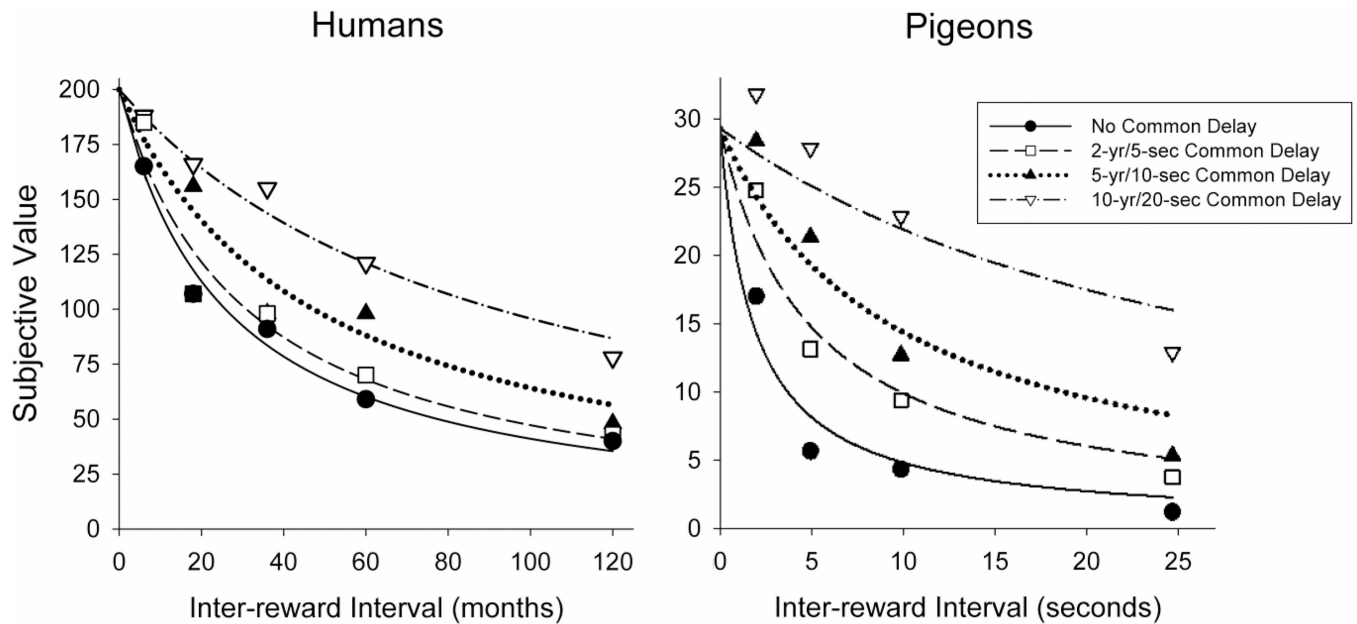 Humans
Pigeons
Subjective Value
200
175
150
125
100
75
50
25
0
0 20 40 60 80 100 120
Inter-reward Interval (months)
30
25
20
15
10
5
0
0 5 10 15 20 25
Inter-reward Interval (seconds)
No Common Delay
2-yr/5-sec Common Delay
5-yr/10-sec Common Delay
10-yr/20-sec Common Delay